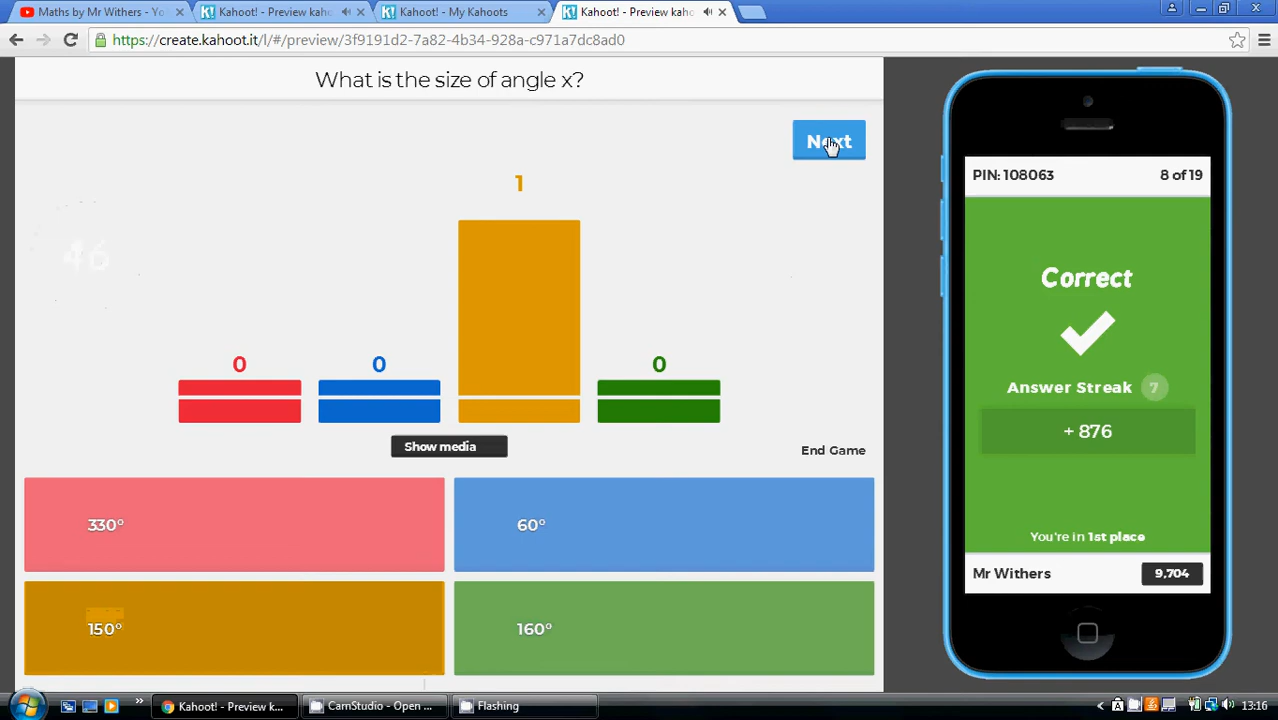 Maths by Mr Withers - Yo
Kahoot! - Preview kaho
Kahoot! - My Kahoots
Kahoot! - Preview kaho
https://create.kahoot.it/l/#/preview/3f9191d2-7a82-4b34-928a-c971a7dc8ad0
What is the size of angle x?
Next
46
1
0
0
0
Show media
End Game
330°
60°
150°
160°
PIN: 108063
8 of 19
Correct
Answer Streak 7
+ 876
You're in 1st place
Mr Withers
9,704
Kahoot! - Preview k...
CamStudio - Open ...
Flashing
13:16